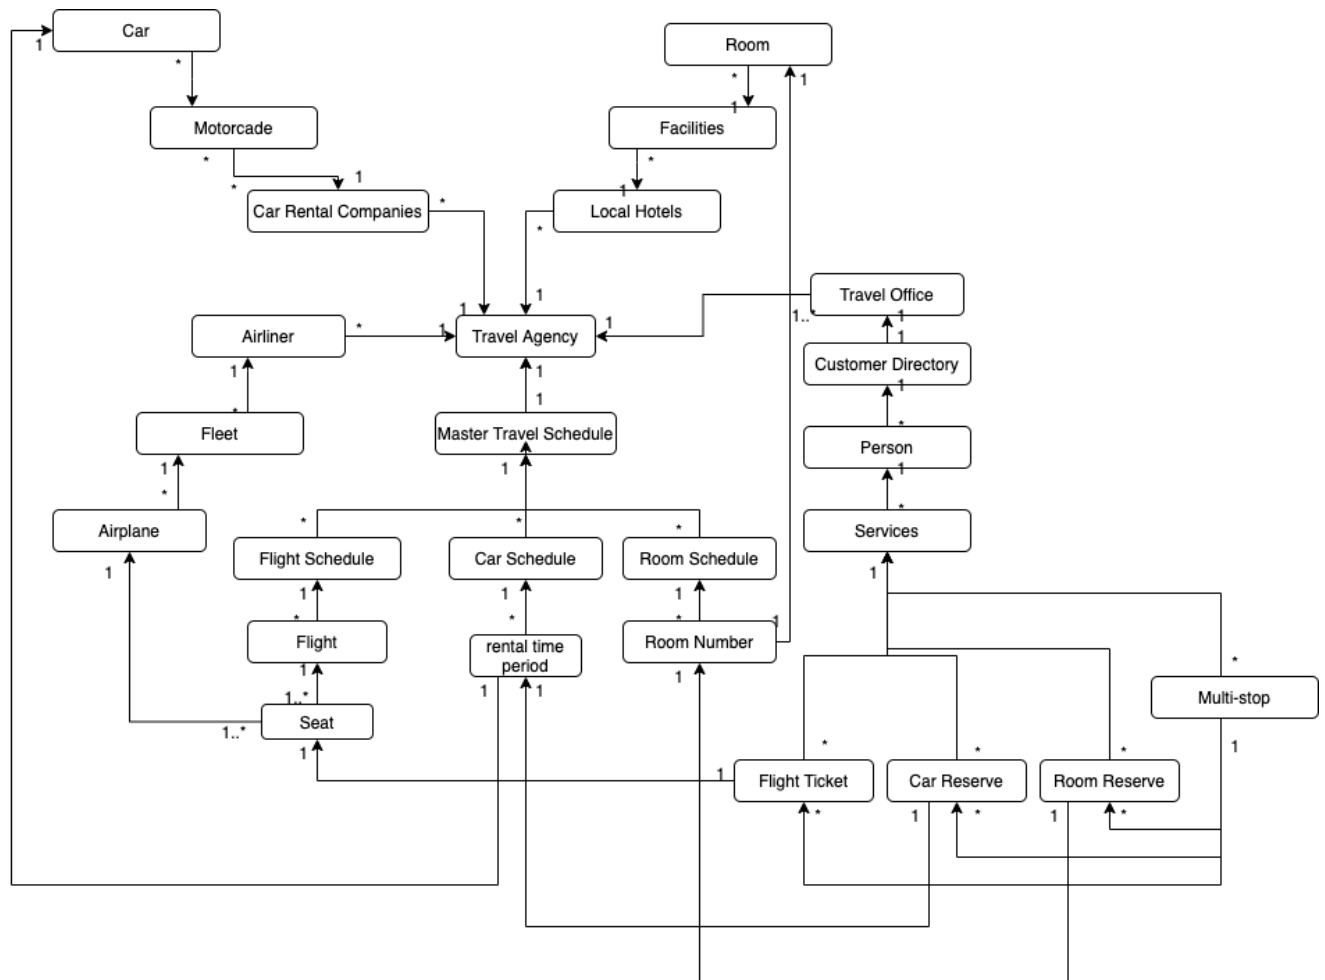 Car
1
*
Room
*
1
Motorcade
1
Facilities
*
*
1
*
1
Car Rental Companies
*
Local Hotels
*
Travel Office
1
1
1
1..*
1
Airliner
*
1
Travel Agency
1
1
Customer Directory
1
1
1
*
1
*
Fleet
Master Travel Schedule
Person
1
1
1
*
*
Airplane
*
*
*
Services
1
Flight Schedule
Car Schedule
Room Schedule
1
1
1
1
*
*
*
1
Flight
rental time
period
Room Number
*
1
1
1
1
1..*
Multi-stop
Seat
1..*
1
*
*
*
1
1
Flight Ticket
Car Reserve
Room Reserve
*
1
*
1
*